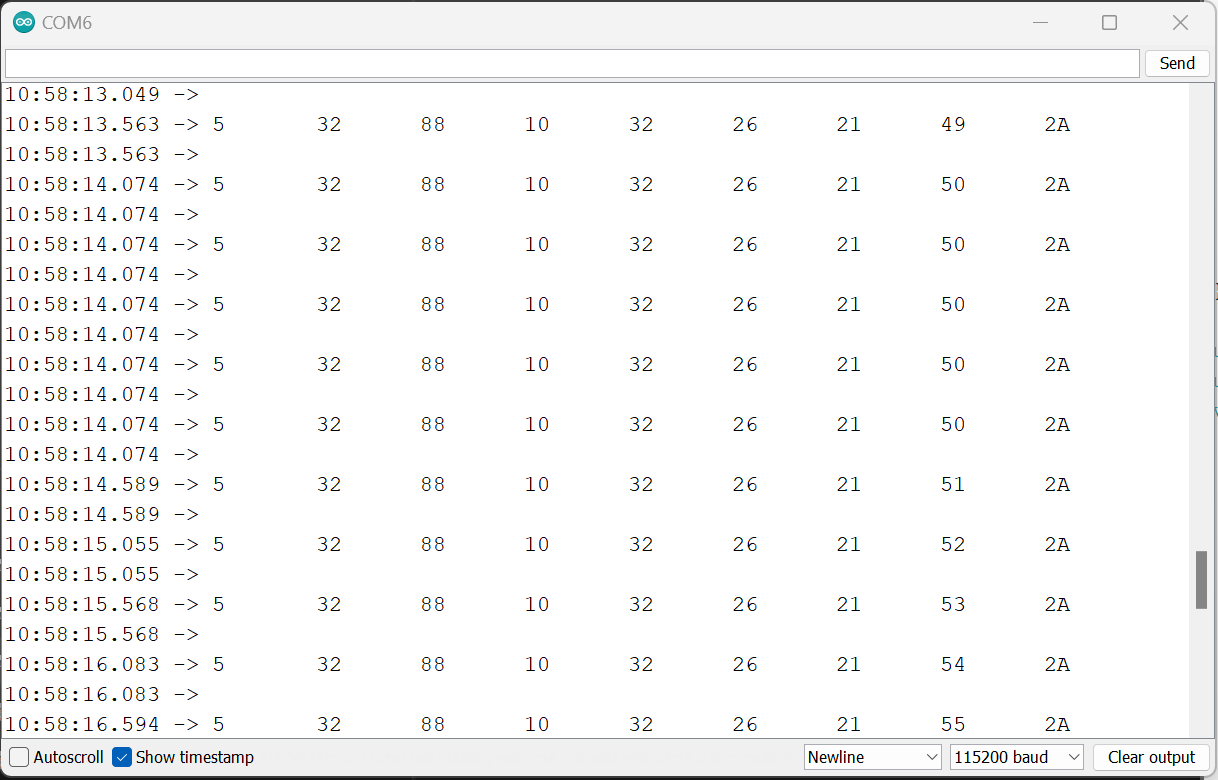 COM6
Send
10:58:13.049 ->
10:58:13.563 -> 5 32 88 10 32 26 21 49 2A
10:58:13.563 ->
10:58:14.074 -> 5 32 88 10 32 26 21 50 2A
10:58:14.074 ->
10:58:14.074 -> 5 32 88 10 32 26 21 50 2A
10:58:14.074 ->
10:58:14.074 -> 5 32 88 10 32 26 21 50 2A
10:58:14.074 ->
10:58:14.074 -> 5 32 88 10 32 26 21 50 2A
10:58:14.074 ->
10:58:14.074 -> 5 32 88 10 32 26 21 50 2A
10:58:14.074 ->
10:58:14.589 -> 5 32 88 10 32 26 21 51 2A
10:58:14.589 ->
10:58:15.055 -> 5 32 88 10 32 26 21 52 2A
10:58:15.055 ->
10:58:15.568 -> 5 32 88 10 32 26 21 53 2A
10:58:15.568 ->
10:58:16.083 -> 5 32 88 10 32 26 21 54 2A
10:58:16.083 ->
10:58:16.594 -> 5 32 88 10 32 26 21 55 2A
Autoscroll Show timestamp Newline 115200 baud Clear output